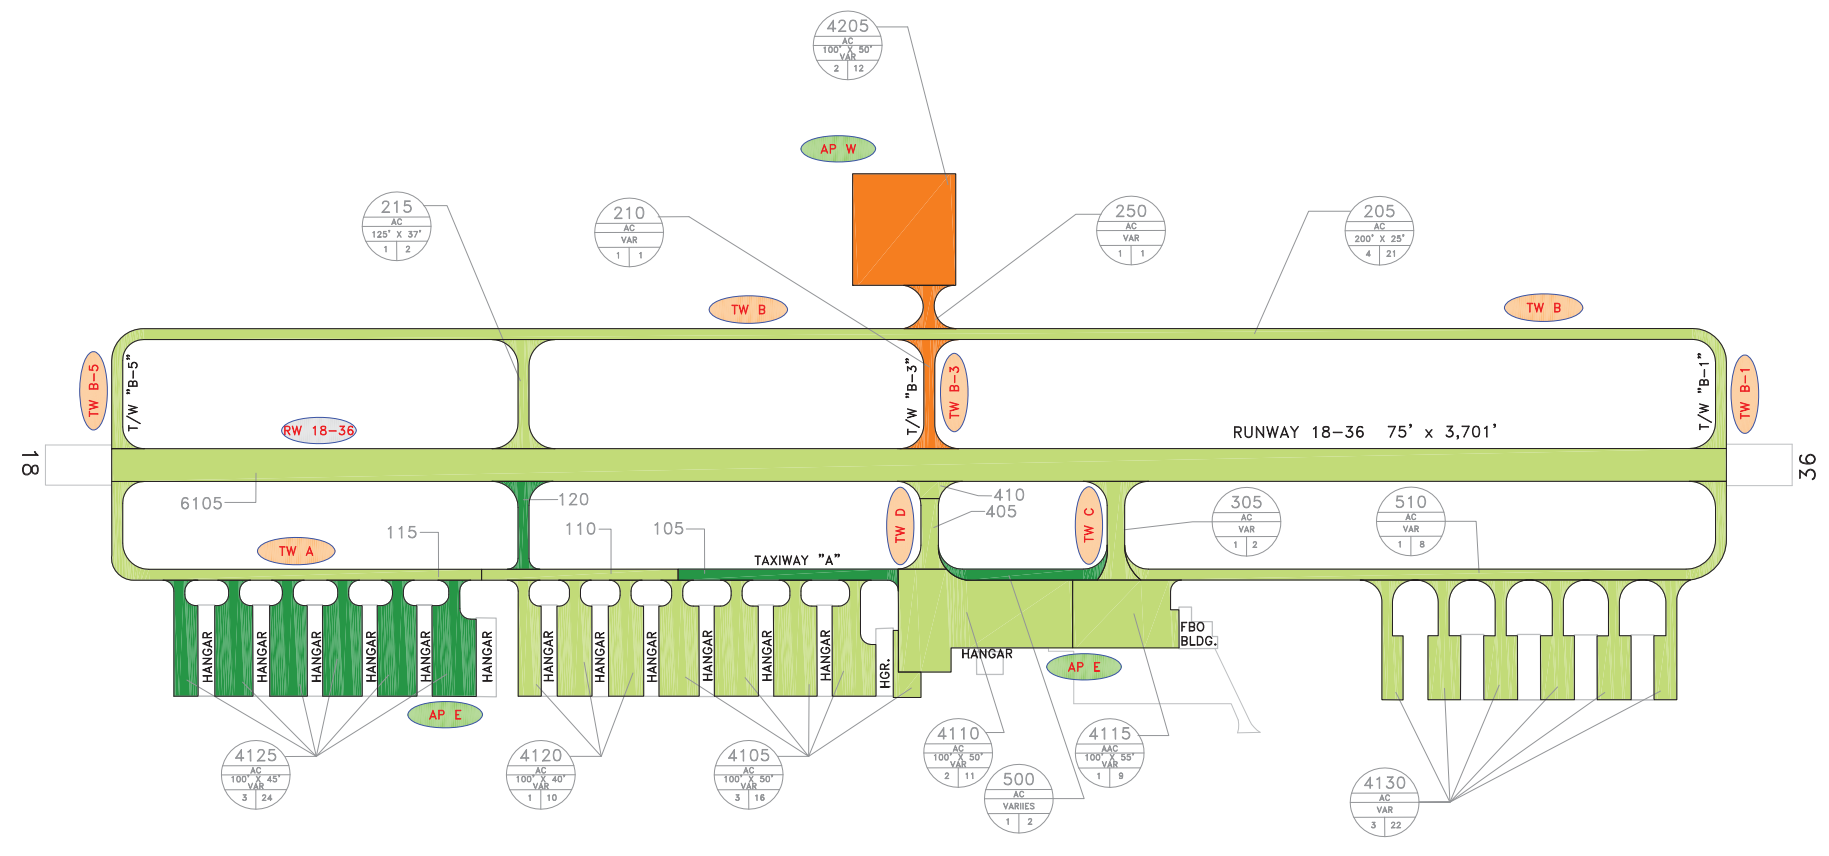 4205
AC
100' X 50'
VAR
2 12
AP W
215
AC
125' X 37'
1 2
210
AC
VAR
1 1
250
AC
VAR
1 1
205
AC
200' X 25'
4 21
TW B
TW B
TW B-5
T/W "B-5"
T/W "B-3"
TW B-3
T/W "B-1"
TW B-1
RW 18-36
RUNWAY 18-36 75' x 3,701'
18
36
6105
120
410
405
TW D
TW C
305
AC
VAR
1 2
510
AC
VAR
1 8
115
110
105
TW A
TAXIWAY "A"
HANGAR
HANGAR
HANGAR
HANGAR
HANGAR
HANGAR
HANGAR
HANGAR
HANGAR
HANGAR
HANGAR
HANGAR
HGR.
HANGAR
FBO
BLDG.
AP E
AP E
4125
AC
100' X 45'
VAR
3 24
4120
AC
100' X 40'
VAR
1 10
4105
AC
100' X 50'
VAR
3 16
4110
AC
100' X 50'
VAR
2 11
500
AC
VARIIES
1 2
4115
AAC
100' X 55'
VAR
1 9
4130
AC
VAR
3 22